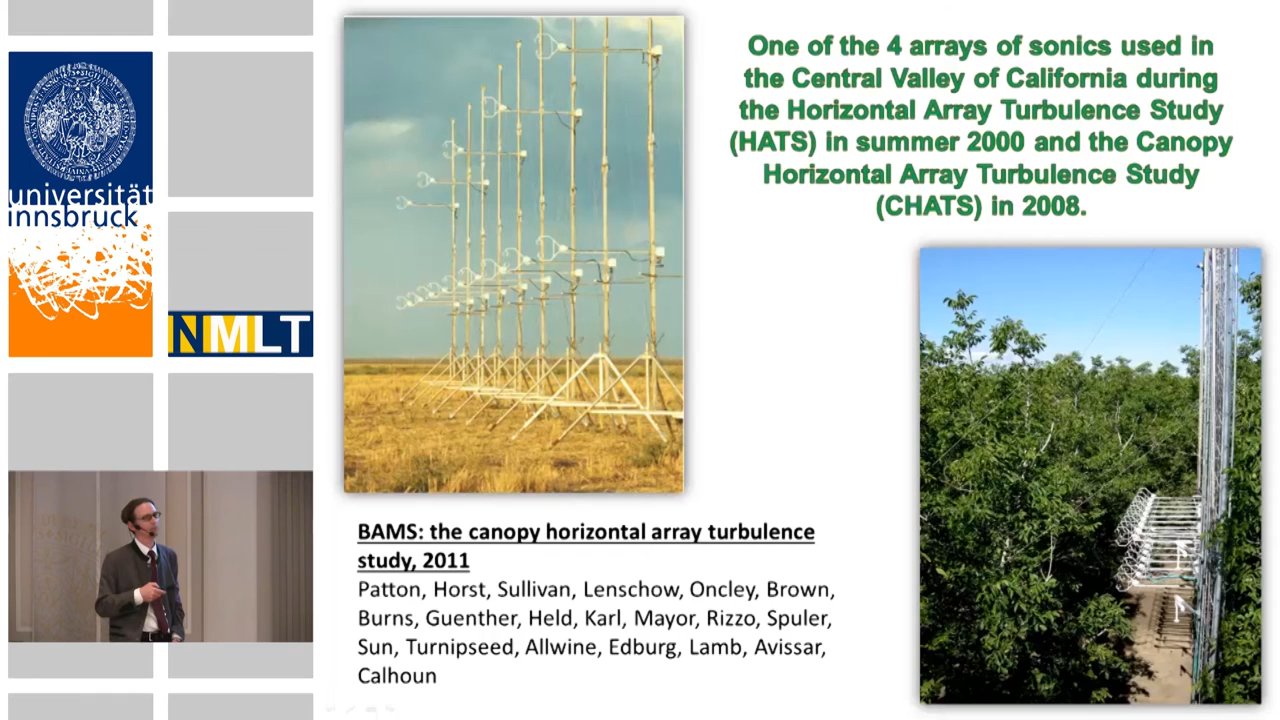 universität
innsbruck
NMLT
One of the 4 arrays of sonics used in
the Central Valley of California during
the Horizontal Array Turbulence Study
(HATS) in summer 2000 and the Canopy
Horizontal Array Turbulence Study
(CHATS) in 2008.
BAMS: the canopy horizontal array turbulence
study, 2011
Patton, Horst, Sullivan, Lenschow, Oncley, Brown,
Burns, Guenther, Held, Karl, Mayor, Rizzo, Spuler,
Sun, Turnipseed, Allwine, Edburg, Lamb, Avissar,
Calhoun